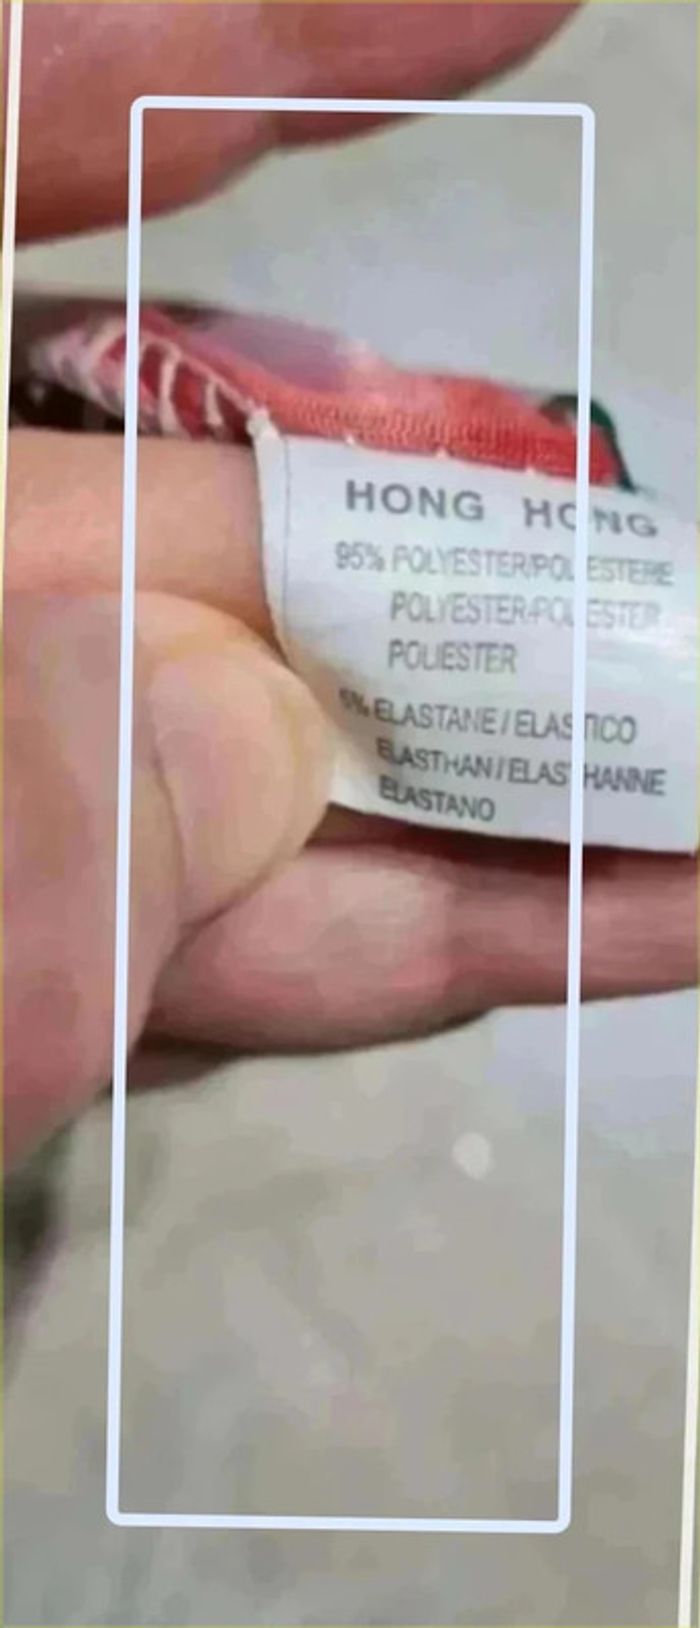 HONG HONG
95% POLYESTER/POLIESTERE
POLYESTER-POLIESTER
POLIESTER
5% ELASTANE / ELASTICO
ELASTHAN / ELASTHANNE
ELASTANO